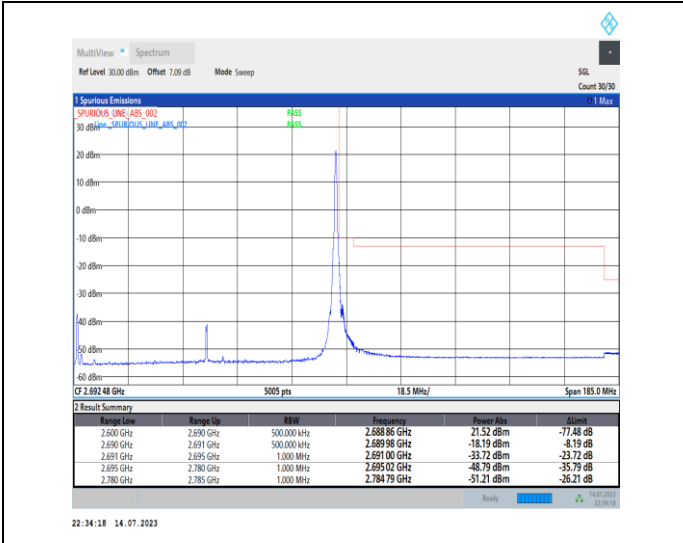 MultiView Spectrum
Ref Level 30.00 dBm Offset 7.09 dB Mode Sweep SGL
Count 30/30
1 Spurious Emissions 1 Max
SPURIOUS_LINE_ABS_002 PASS
30 dBm Line _SPURIOUS_LINE_ABS_002 PASS
20 dBm
10 dBm
0 dBm
-10 dBm
-20 dBm
-30 dBm
-40 dBm
-50 dBm
-60 dBm
CF 2.692 48 GHz 5005 pts 18.5 MHz/ Span 185.0 MHz
2 Result Summary
Range Low Range Up RBW Frequency Power Abs ΔLimit
2.600 GHz 2.690 GHz 500.000 kHz 2.688 86 GHz 21.52 dBm -77.48 dB
2.690 GHz 2.691 GHz 500.000 kHz 2.689 98 GHz -18.19 dBm -8.19 dB
2.691 GHz 2.695 GHz 1.000 MHz 2.691 00 GHz -33.72 dBm -23.72 dB
2.695 GHz 2.780 GHz 1.000 MHz 2.695 02 GHz -48.79 dBm -35.79 dB
2.780 GHz 2.785 GHz 1.000 MHz 2.784 79 GHz -51.21 dBm -26.21 dB
Ready 14.07.2023
22:34:18
22:34:18 14.07.2023